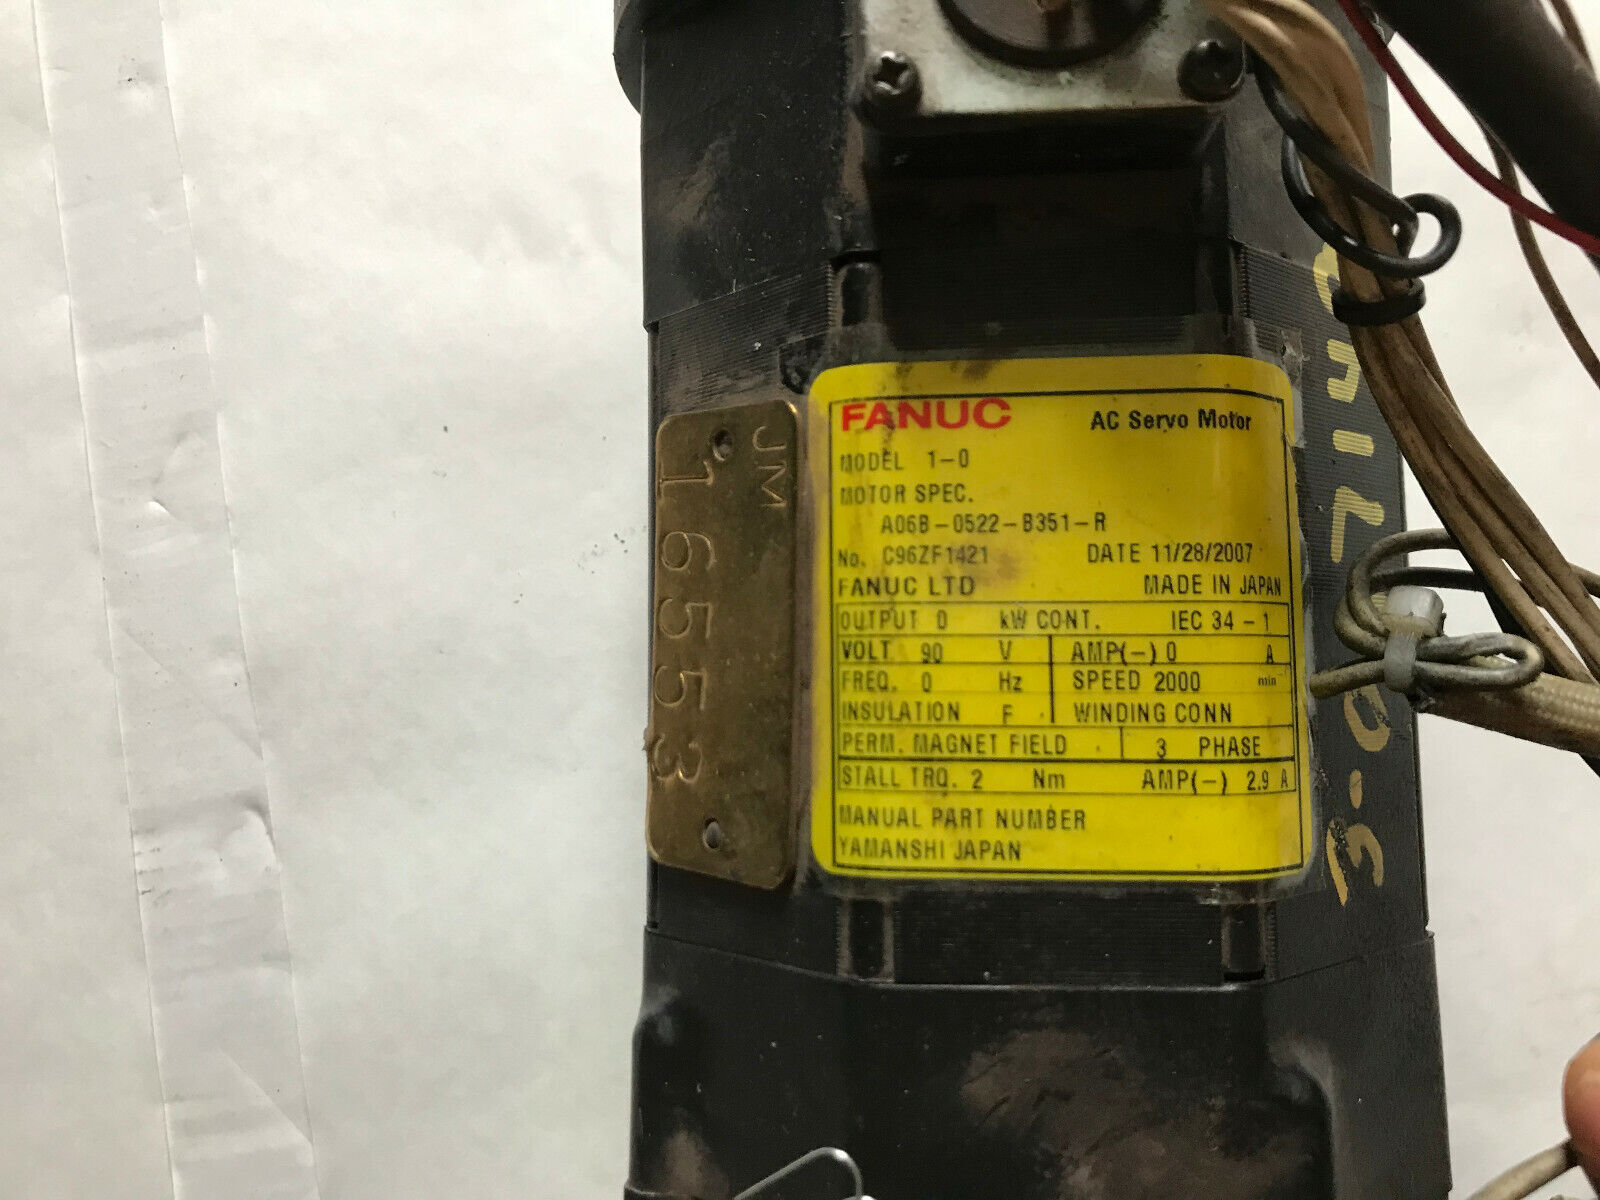 JM
16553
FANUC AC Servo Motor
MODEL 1-0
MOTOR SPEC.
A06B-0522-B351-R
No. C96ZF1421 DATE 11/28/2007
FANUC LTD MADE IN JAPAN
OUTPUT 0 kW CONT. IEC 34-1
VOLT 90 V AMP(~) 0 A
FREQ. 0 Hz SPEED 2000 min
INSULATION F WINDING CONN
PERM. MAGNET FIELD 3 PHASE
STALL TRQ. 2 Nm AMP(~) 2.9 A
MANUAL PART NUMBER
YAMANSHI JAPAN